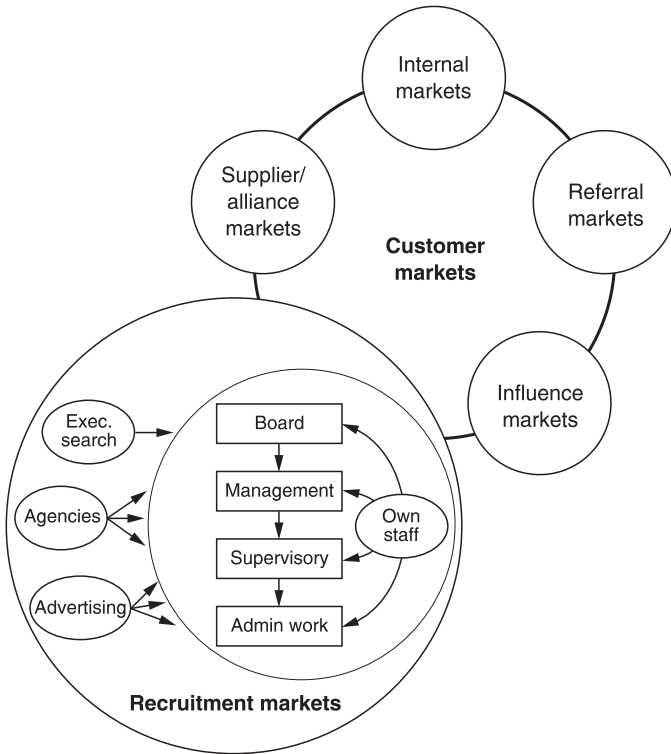 Internal
markets
Supplier/
alliance
markets
Referral
markets
Customer
markets
Influence
markets
Exec.
search
Board
Agencies
Management
Own
staff
Supervisory
Advertising
Admin work
Recruitment markets